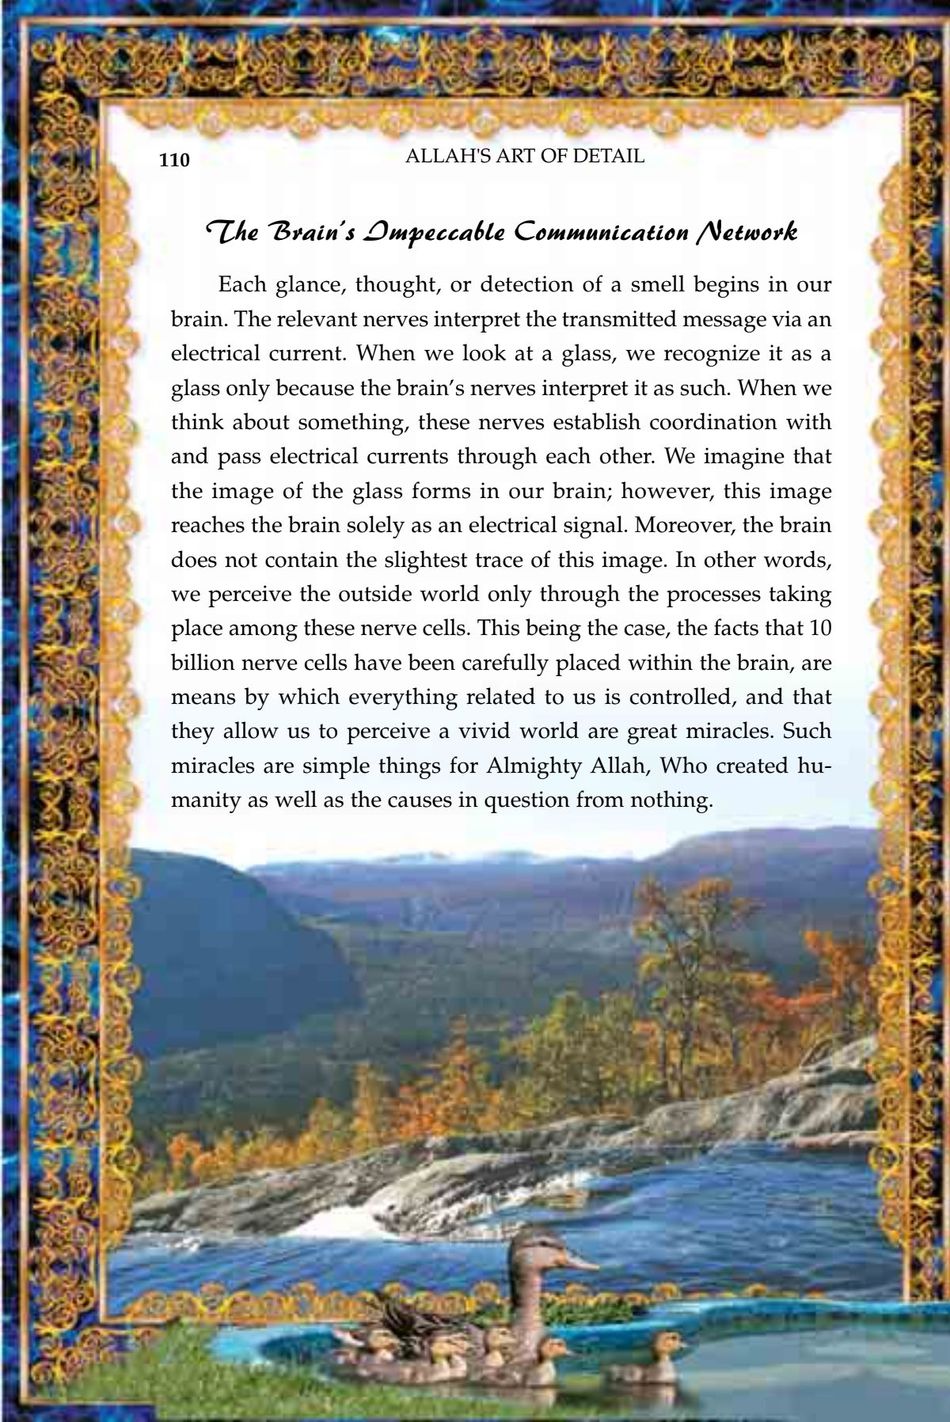 110
ALLAH'S ART OF DETAIL
The Brain's Impeccable Communication Network
Each glance, thought, or detection of a smell begins in our
brain. The relevant nerves interpret the transmitted message via an
electrical current. When we look at a glass, we recognize it as a
glass only because the brain's nerves interpret it as such. When we
think about something, these nerves establish coordination with
and pass electrical currents through each other. We imagine that
the image of the glass forms in our brain; however, this image
reaches the brain solely as an electrical signal. Moreover, the brain
does not contain the slightest trace of this image. In other words,
we perceive the outside world only through the processes taking
place among these nerve cells. This being the case, the facts that 10
billion nerve cells have been carefully placed within the brain, are
means by which everything related to us is controlled, and that
they allow us to perceive a vivid world are great miracles. Such
miracles are simple things for Almighty Allah, Who created hu-
manity as well as the causes in question from nothing.